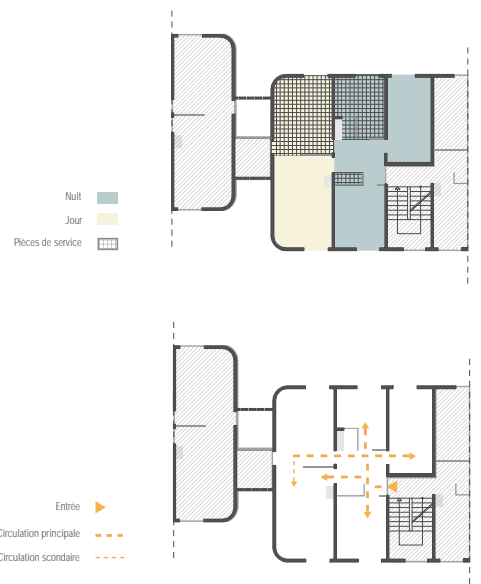 Nuit
Jour
Pièces de service
Entrée
Circulation principale
Circulation scondaire